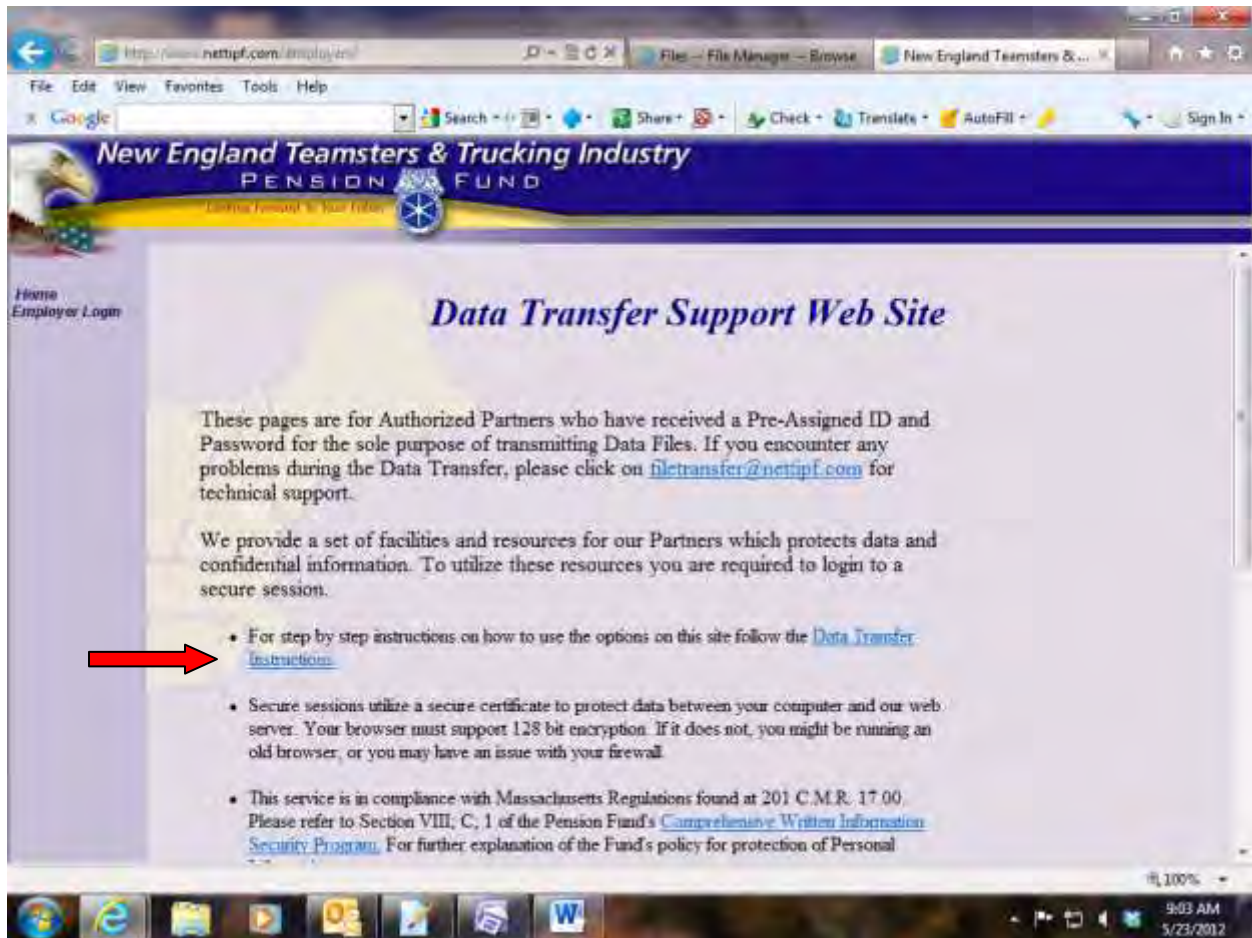 http://www.nettipf.com/employers/
Files -- File Manager -- Browse
New England Teamsters & ...
File Edit View Favorites Tools Help
x Google
Search
Share
Check
Translate
AutoFill
Sign In
New England Teamsters & Trucking Industry
PENSION FUND
Home
Employer Login
Data Transfer Support Web Site
These pages are for Authorized Partners who have received a Pre-Assigned ID and
Password for the sole purpose of transmitting Data Files. If you encounter any
problems during the Data Transfer, please click on filetransfer@nettipf.com for
technical support.
We provide a set of facilities and resources for our Partners which protects data and
confidential information. To utilize these resources you are required to login to a
secure session.
• For step by step instructions on how to use the options on this site follow the Data Transfer
Instructions.
• Secure sessions utilize a secure certificate to protect data between your computer and our web
server. Your browser must support 128 bit encryption. If it does not, you might be running an
old browser, or you may have an issue with your firewall.
• This service is in compliance with Massachusetts Regulations found at 201 C.M.R. 17.00.
Please refer to Section VIII, C, 1 of the Pension Fund's Comprehensive Written Information
Security Program. For further explanation of the Fund's policy for protection of Personal
100%
9:03 AM
5/23/2012